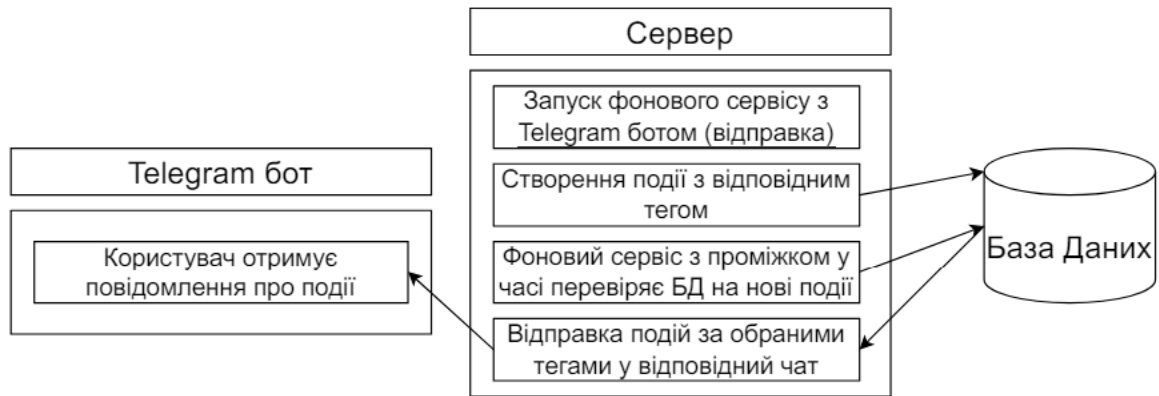 Сервер
Запуск фонового сервісу з
Telegram ботом (відправка)
Створення події з відповідним
тегом
Фоновий сервіс з проміжком у
часі перевіряє БД на нові події
Відправка подій за обраними
тегами у відповідний чат
Telegram бот
Користувач отримує
повідомлення про події
База Даних